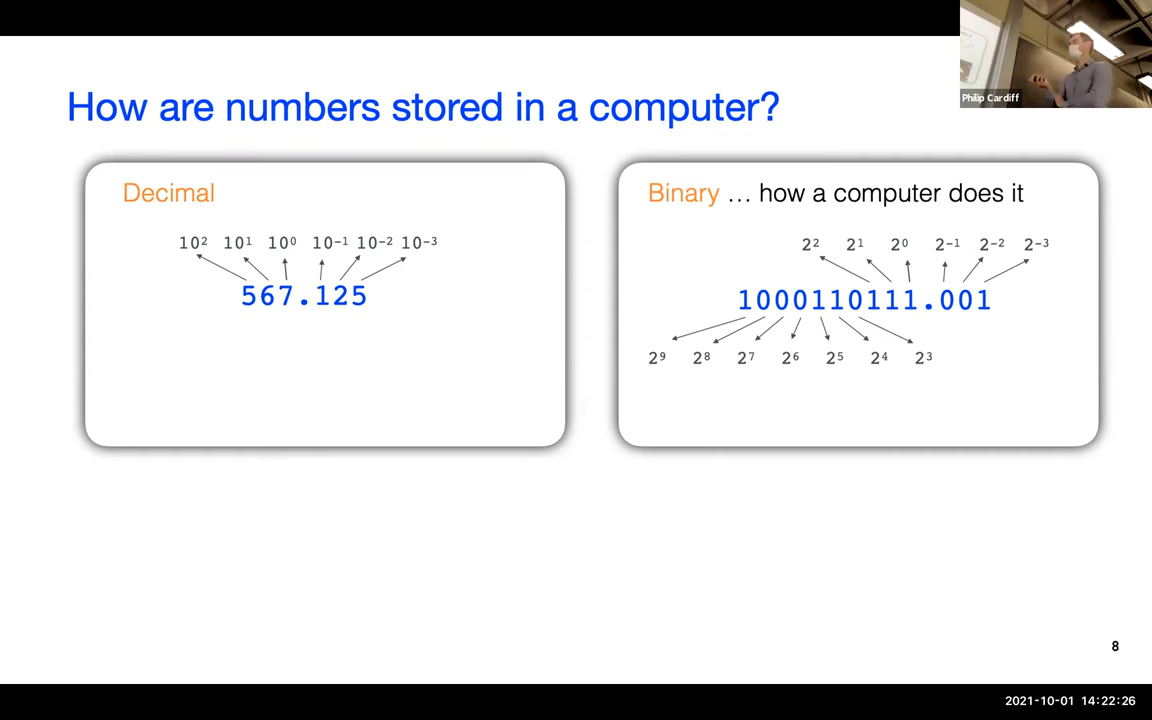 Philip Cardiff
How are numbers stored in a computer?
Decimal
10² 10¹ 10⁰ 10⁻¹ 10⁻² 10⁻³
567.125
Binary … how a computer does it
2² 2¹ 2⁰ 2⁻¹ 2⁻² 2⁻³
1000110111.001
2⁹ 2⁸ 2⁷ 2⁶ 2⁵ 2⁴ 2³
8
2021-10-01 14:22:26